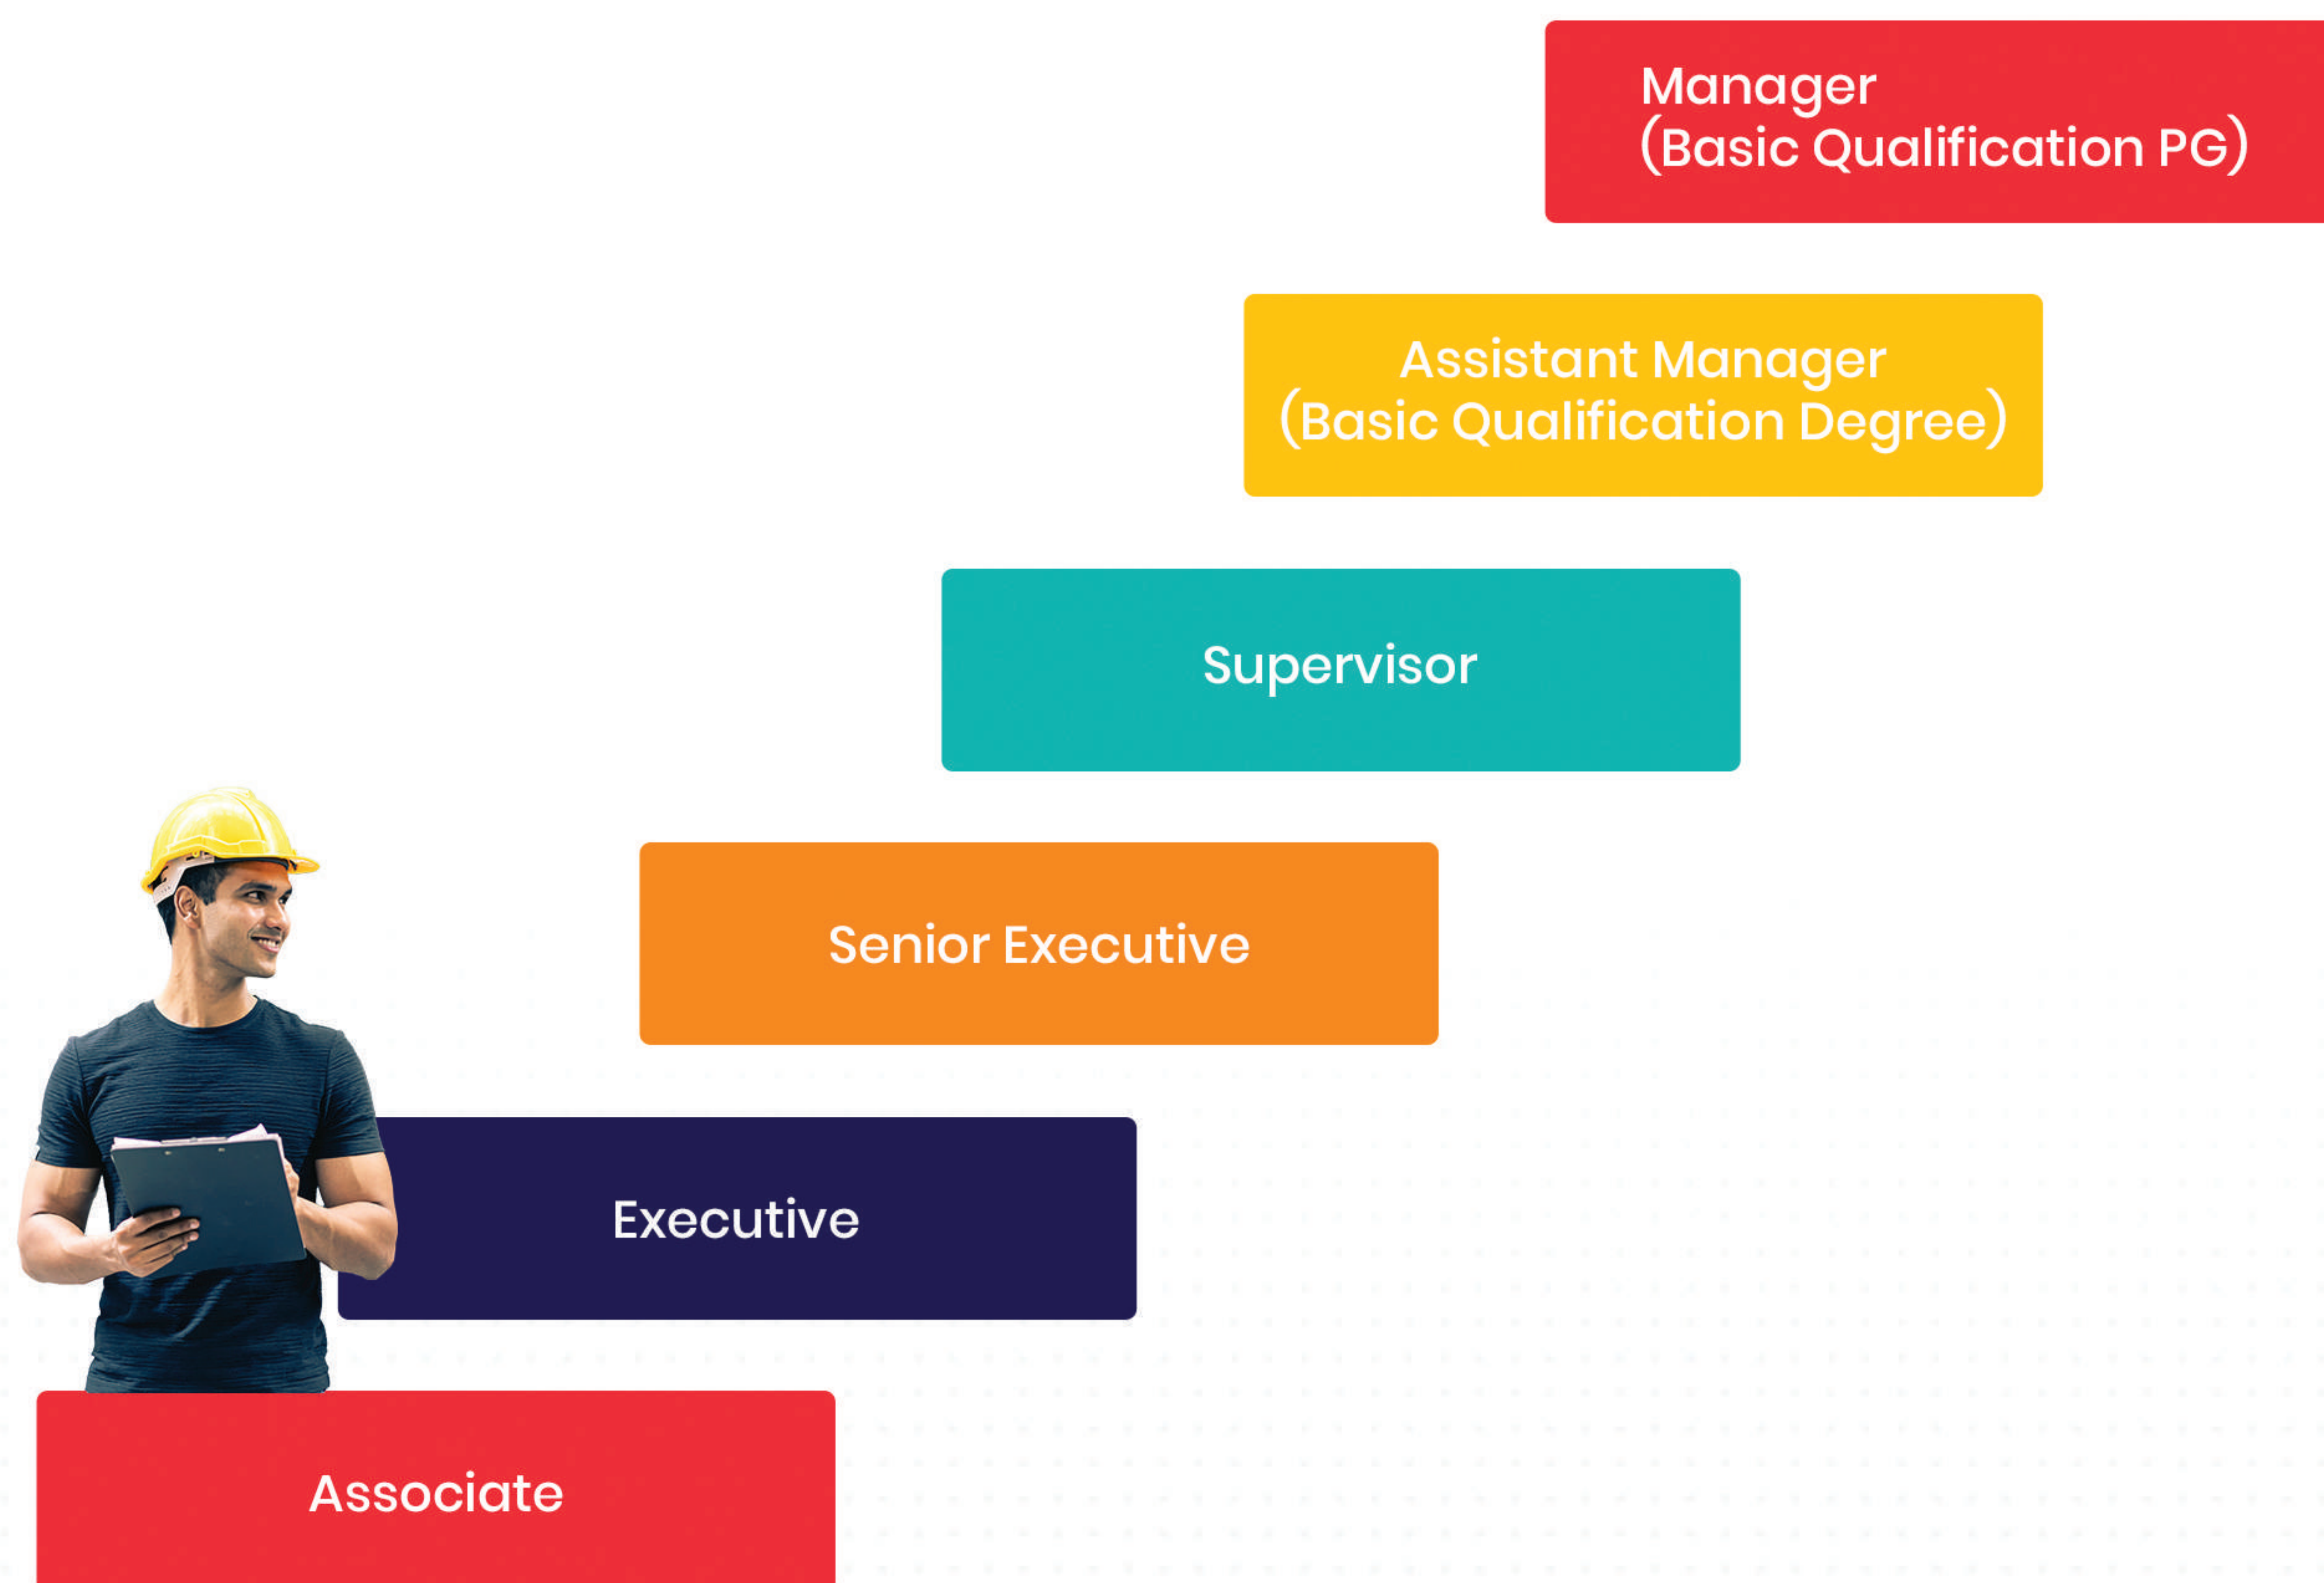 Manager
(Basic Qualification PG)
Assistant Manager
(Basic Qualification Degree)
Supervisor
Senior Executive
Executive
Associate